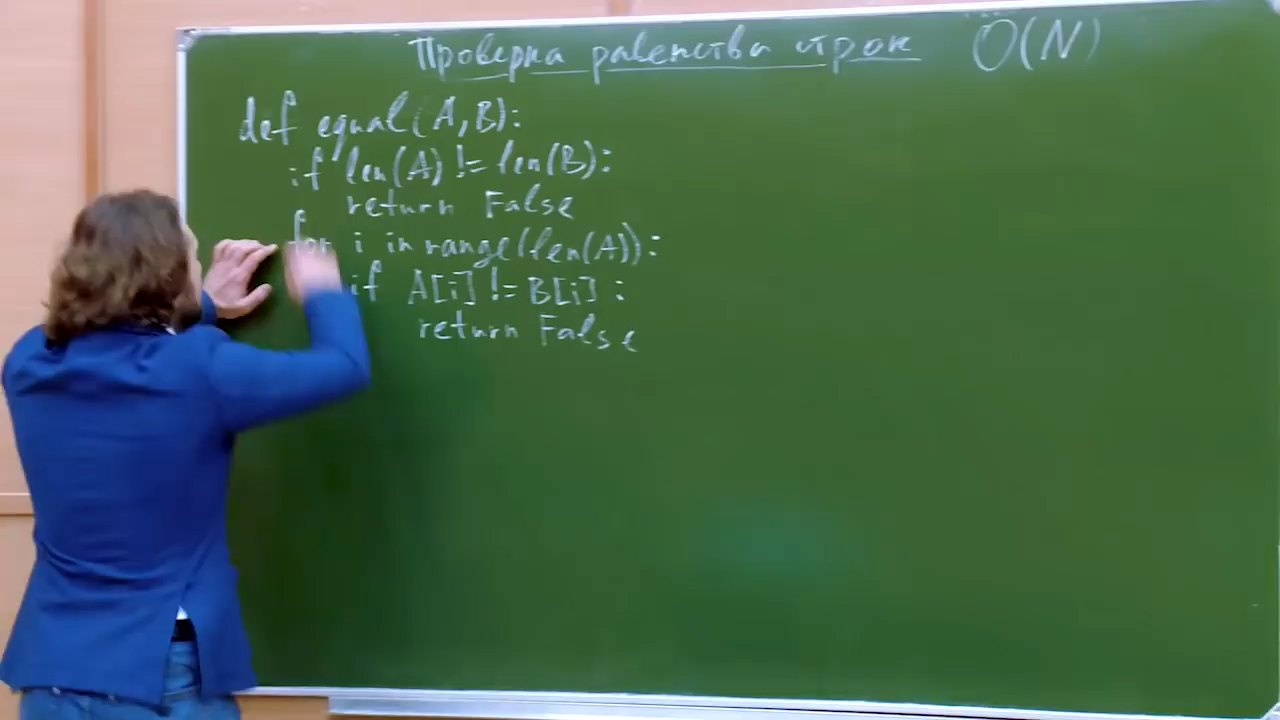 Проверка равенства строк O(N)
def equal(A,B):
if len(A) != len(B):
return False
for i in range(len(A)):
if A[i] != B[i] :
return False